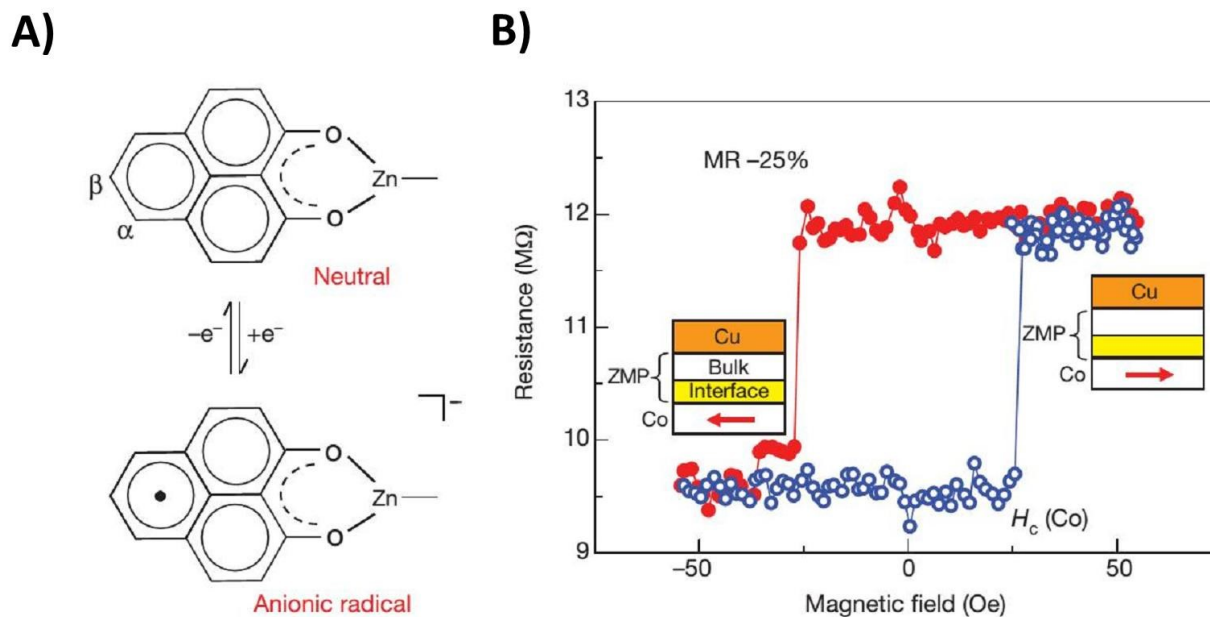 A)
O
Zn
O
β
α
Neutral
–e⁻
+e⁻
–
O
Zn
O
Anionic radical
B)
Resistance (MΩ)
13
12
11
10
9
MR –25%
Cu
ZMP
Bulk
Interface
Co
Cu
ZMP
Co
Hc (Co)
–50
0
50
Magnetic field (Oe)